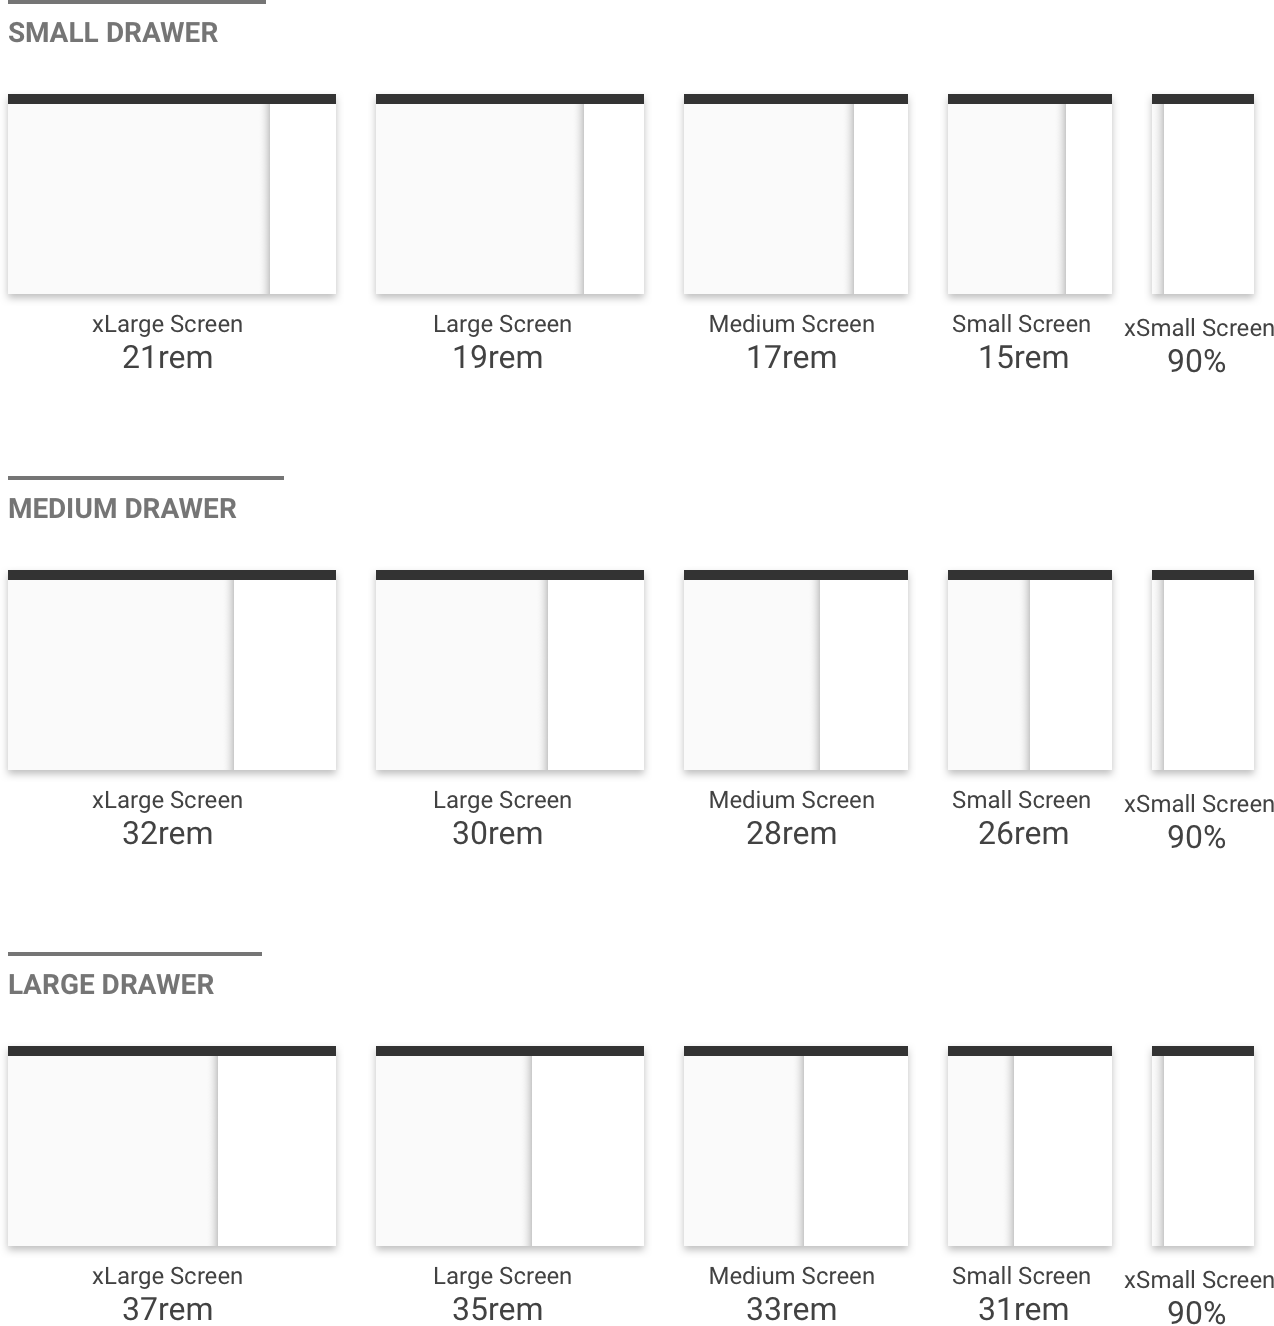 SMALL DRAWER
xLarge Screen
21rem
Large Screen
19rem
Medium Screen
17rem
Small Screen
15rem
xSmall Screen
90%
MEDIUM DRAWER
xLarge Screen
32rem
Large Screen
30rem
Medium Screen
28rem
Small Screen
26rem
xSmall Screen
90%
LARGE DRAWER
xLarge Screen
37rem
Large Screen
35rem
Medium Screen
33rem
Small Screen
31rem
xSmall Screen
90%